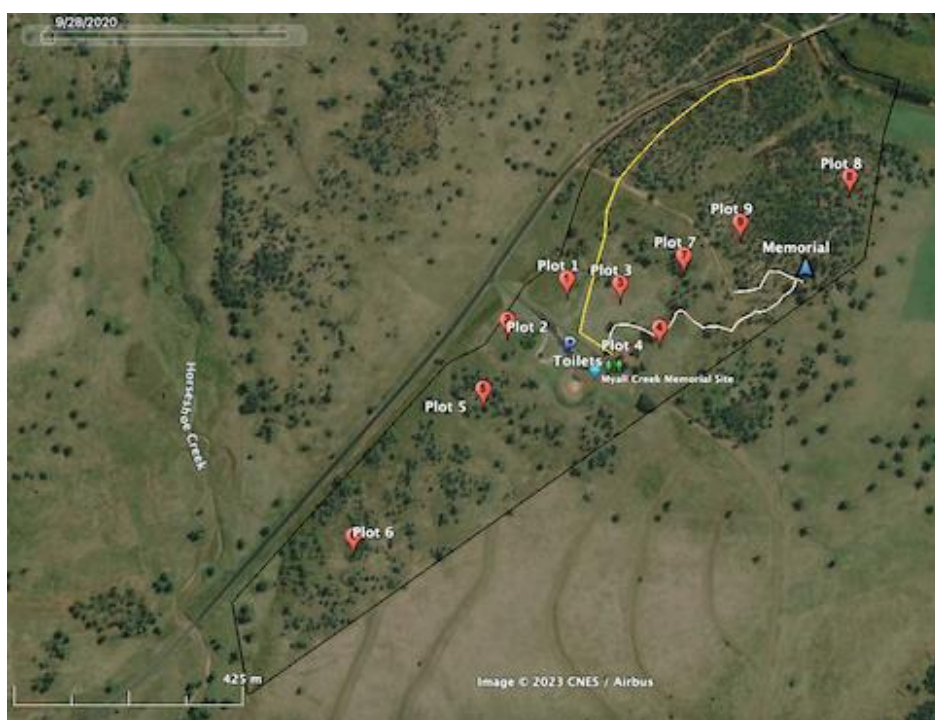 9/28/2020
Plot 8
Plot 9
Memorial
Plot 7
Plot 1
Plot 3
Plot 2
Plot 4
Toilets
Myall Creek Memorial Site
Plot 5
Horseshoe Creek
Plot 6
425 m
Image © 2023 CNES / Airbus